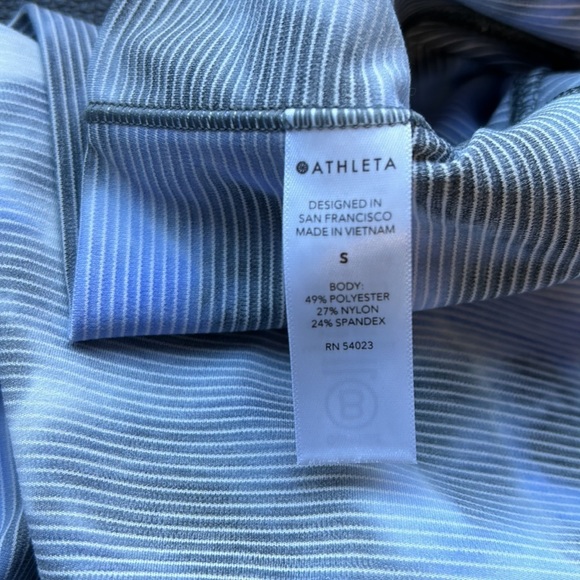 ATHLETA
DESIGNED IN
SAN FRANCISCO
MADE IN VIETNAM
S
BODY:
49% POLYESTER
27% NYLON
24% SPANDEX
RN 54023
B